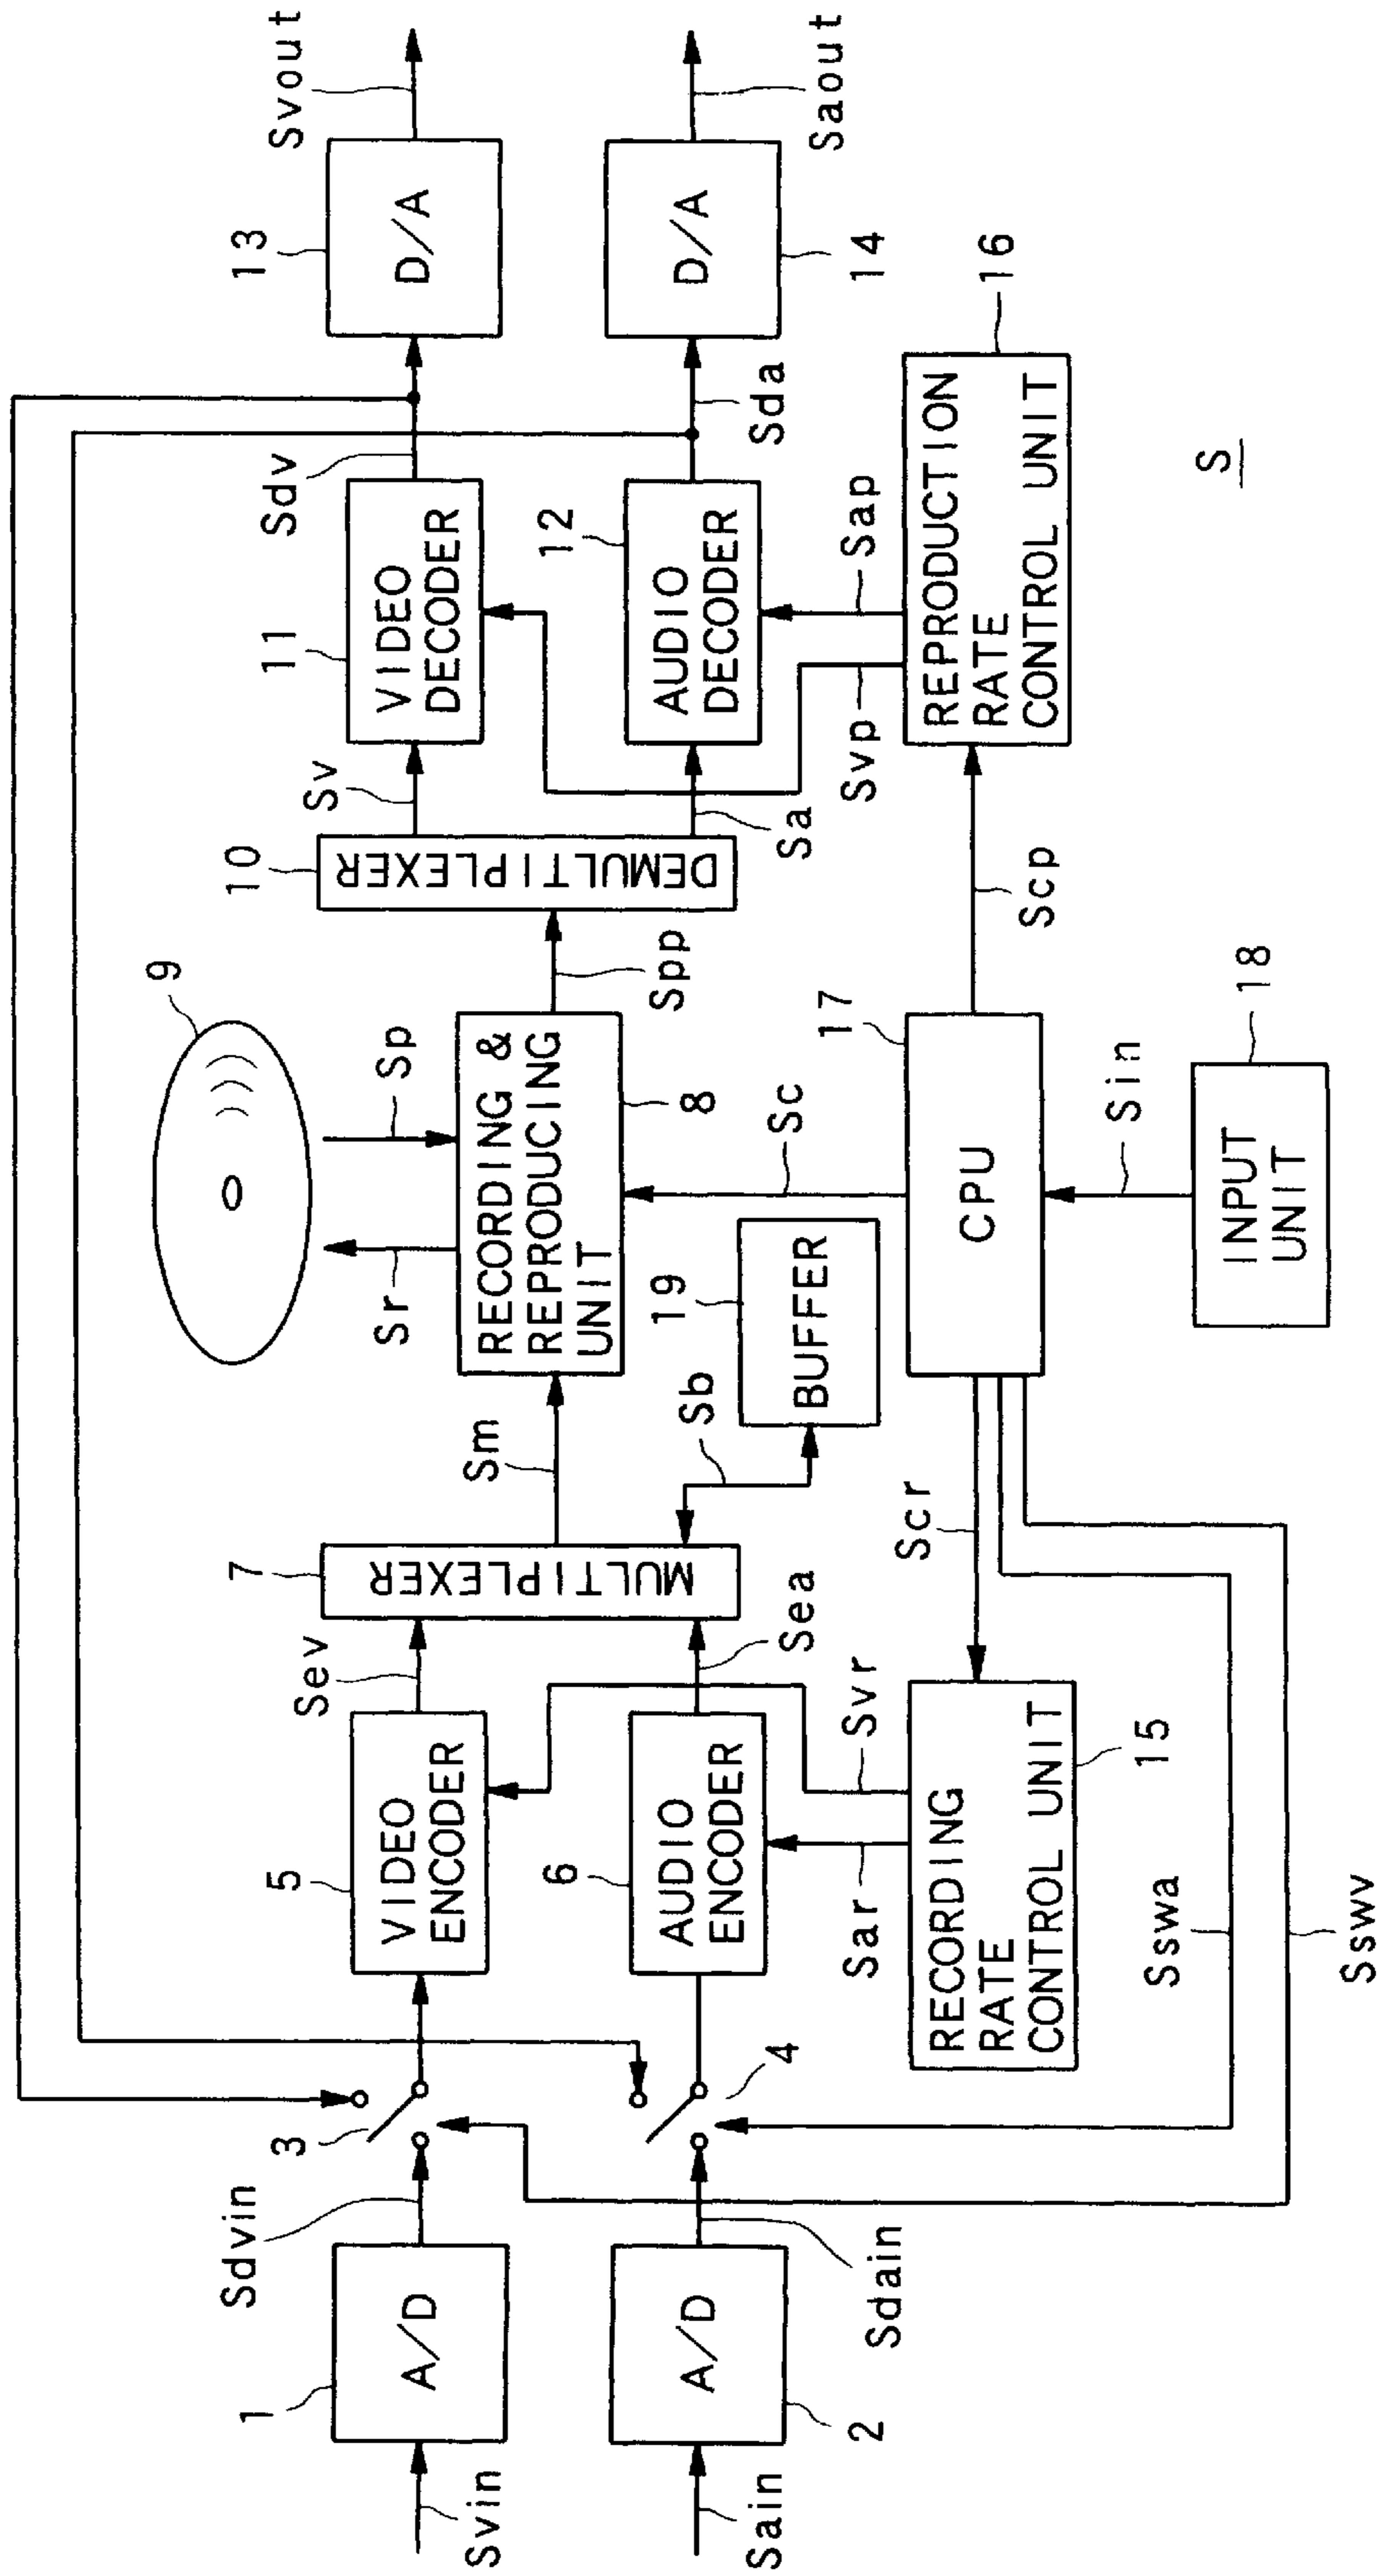 Svin
1
A/D
Sdvin
3
5
VIDEO
ENCODER
Sev
7
MULTIPLEXER
Sm
Sr
Sp
9
RECORDING &
REPRODUCING
UNIT
8
Spp
10
DEMULTIPLEXER
Sv
11
VIDEO
DECODER
Sdv
13
D/A
Svout
Sain
2
A/D
Sdain
4
6
AUDIO
ENCODER
Sea
Sb
19
BUFFER
Sc
Sa
12
AUDIO
DECODER
Sda
14
D/A
Saout
Sar
Svr
Scr
RECORDING
RATE
CONTROL UNIT
15
17
CPU
Scp
Svp
Sap
REPRODUCTION
RATE
CONTROL UNIT
16
Sswa
Sswv
Sin
INPUT
UNIT
18
S